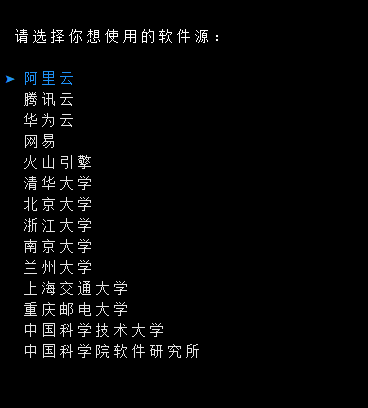 请选择你想使用的软件源：
➤ 阿里云
腾讯云
华为云
网易
火山引擎
清华大学
北京大学
浙江大学
南京大学
兰州大学
上海交通大学
重庆邮电大学
中国科学技术大学
中国科学院软件研究所